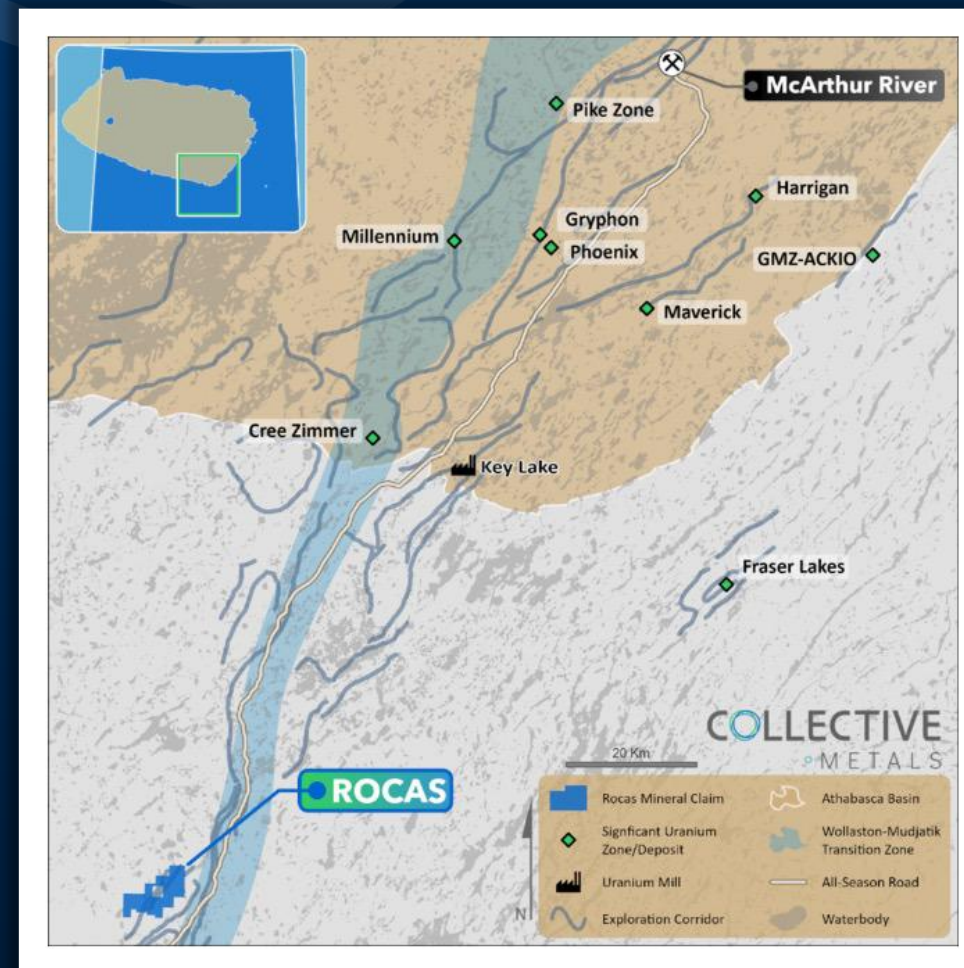 McArthur River
Pike Zone
Harrigan
Gryphon
Millennium
Phoenix
GMZ-ACKIO
Maverick
Cree Zimmer
Key Lake
Fraser Lakes
COLLECTIVE
METALS
20 Km
ROCAS
Rocas Mineral Claim
Signficant Uranium
Zone/Deposit
Uranium Mill
Exploration Corridor
Athabasca Basin
Wollaston-Mudjatik
Transition Zone
All-Season Road
Waterbody
N